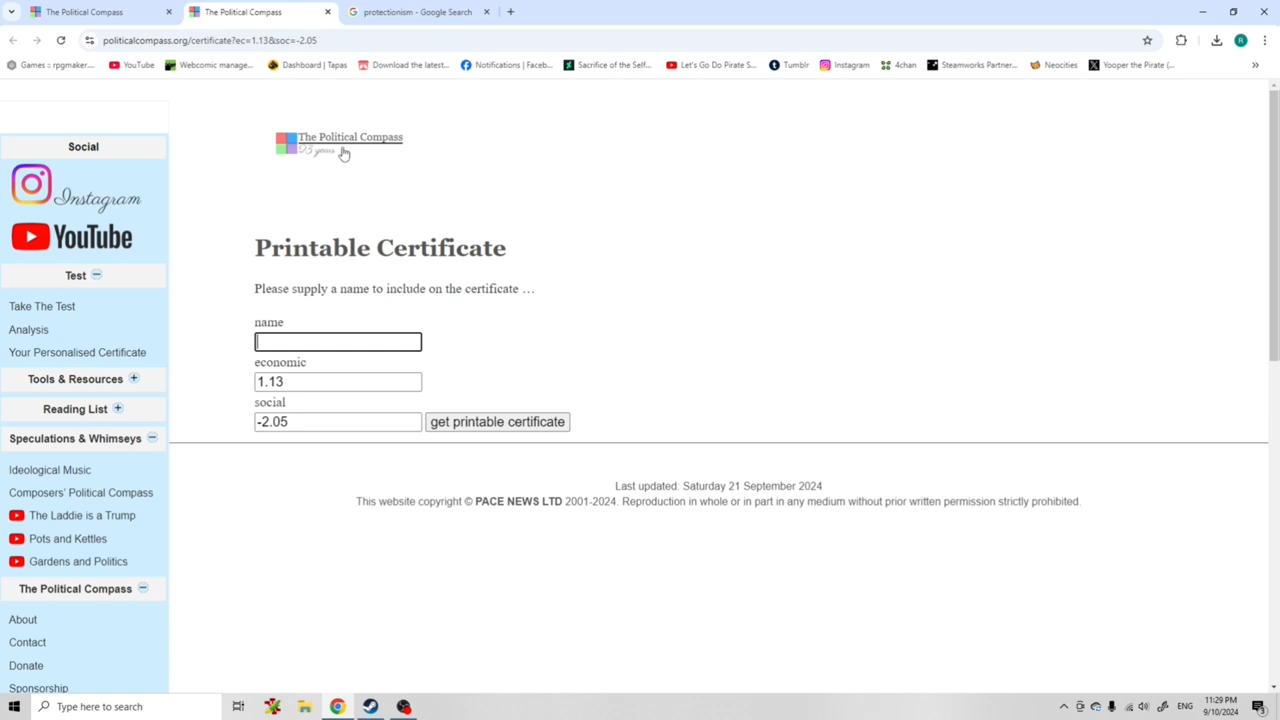 The Political Compass
The Political Compass
protectionism - Google Search
politicalcompass.org/certificate?ec=1.13&soc=-2.05
Games :: rpgmaker....
YouTube
Webcomic manage...
Dashboard | Tapas
Download the latest...
Notifications | Faceb...
Sacrifice of the Self...
Let's Go Do Pirate S...
Tumblr
Instagram
4chan
Steamworks Partner...
Neocities
Yooper the Pirate (...
»
R
The Political Compass
23 years
Social
Instagram
YouTube
Test
Take The Test
Analysis
Your Personalised Certificate
Tools & Resources
Reading List
Speculations & Whimseys
Ideological Music
Composers' Political Compass
The Laddie is a Trump
Pots and Kettles
Gardens and Politics
The Political Compass
About
Contact
Donate
Sponsorship
Printable Certificate
Please supply a name to include on the certificate …
name
economic
1.13
social
-2.05
get printable certificate
Last updated: Saturday 21 September 2024
This website copyright © PACE NEWS LTD 2001-2024. Reproduction in whole or in part in any medium without prior written permission strictly prohibited.
Type here to search
ENG
11:29 PM
9/10/2024
3